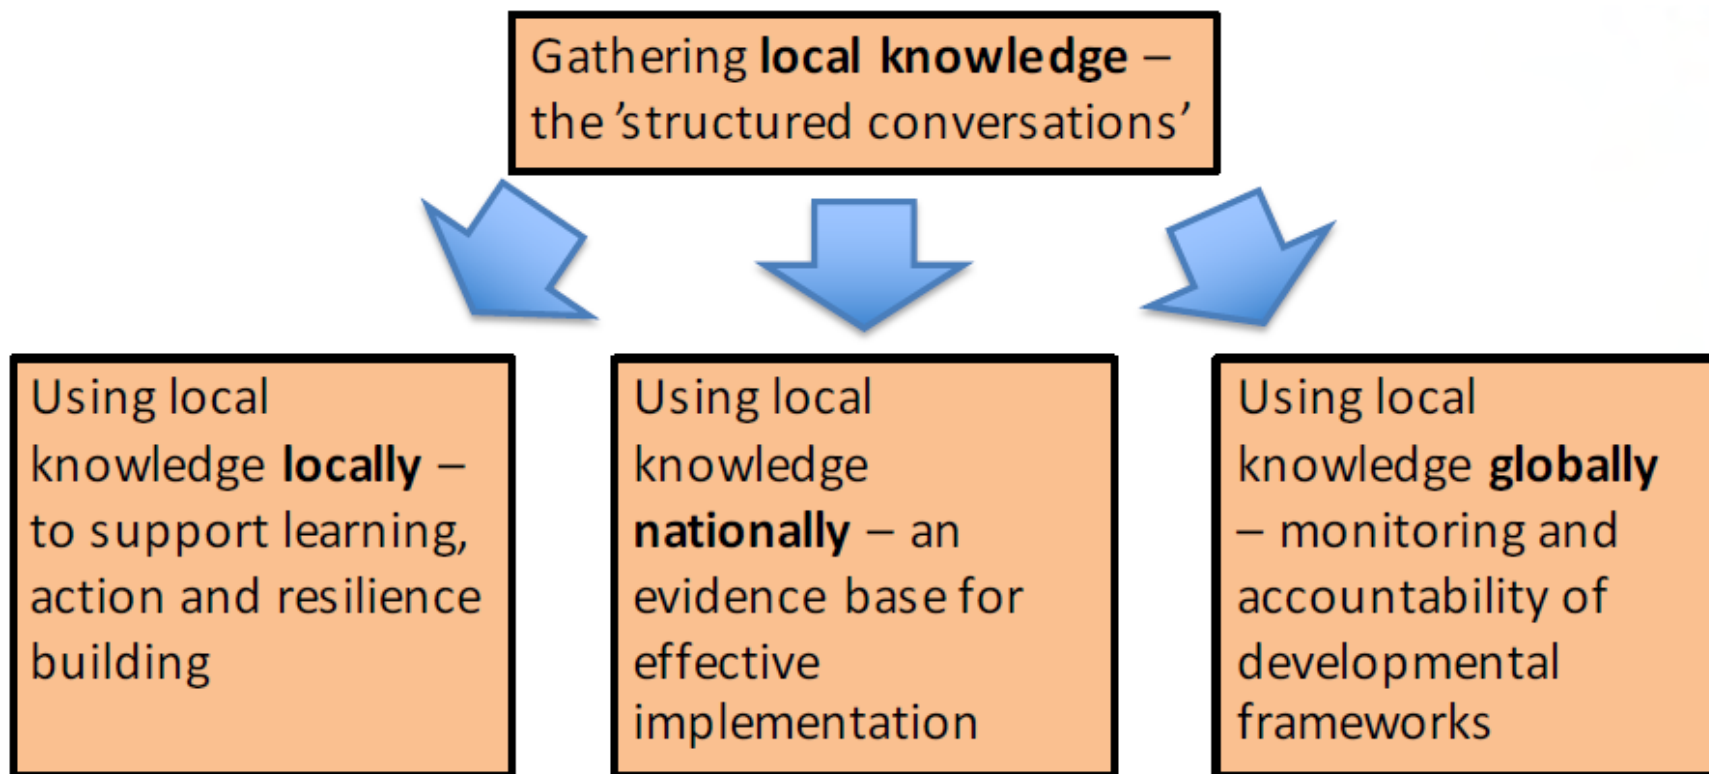 Gathering local knowledge –
the ’structured conversations’
Using local
knowledge locally –
to support learning,
action and resilience
building
Using local
knowledge
nationally – an
evidence base for
effective
implementation
Using local
knowledge globally
– monitoring and
accountability of
developmental
frameworks